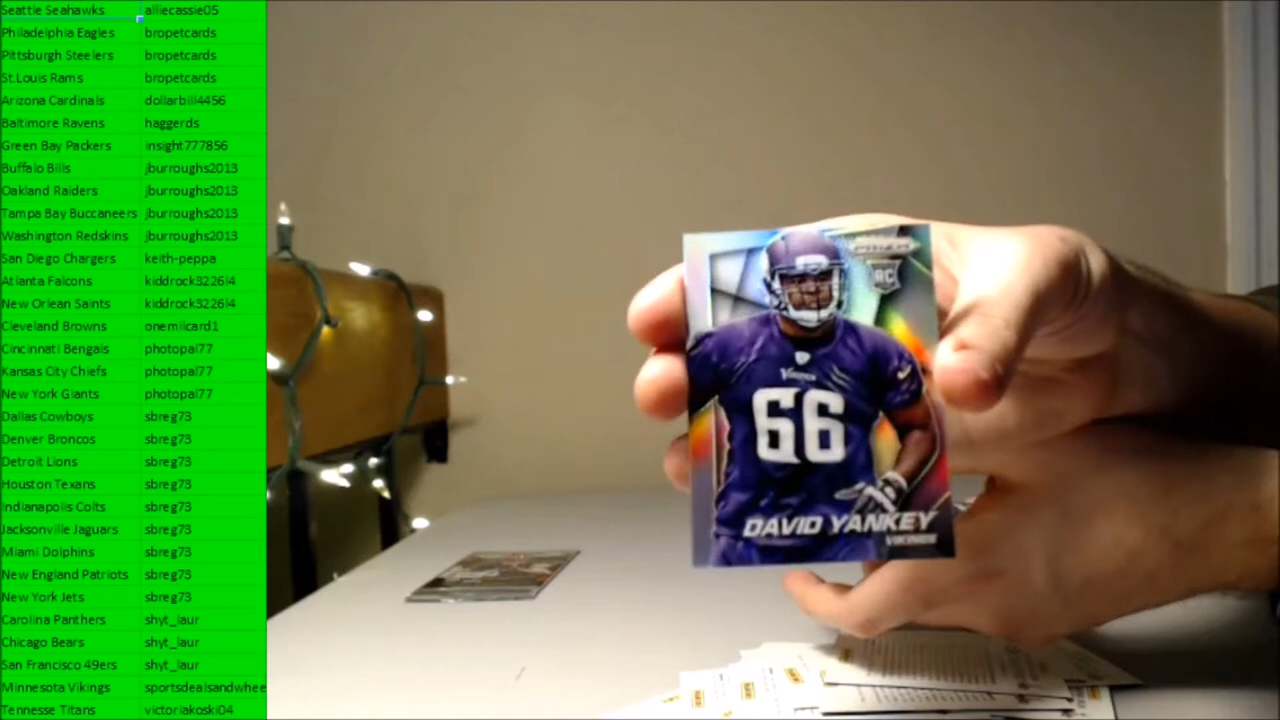 Seattle Seahawks alliecassie05
Philadelphia Eagles bropetcards
Pittsburgh Steelers bropetcards
St.Louis Rams bropetcards
Arizona Cardinals dollarbill4456
Baltimore Ravens haggerds
Green Bay Packers insight777856
Buffalo Bills jburroughs2013
Oakland Raiders jburroughs2013
Tampa Bay Buccaneers jburroughs2013
Washington Redskins jburroughs2013
San Diego Chargers keith-peppa
Atlanta Falcons kiddrock3226l4
New Orlean Saints kiddrock3226l4
Cleveland Browns onemilcard1
Cincinnati Bengals photopal77
Kansas City Chiefs photopal77
New York Giants photopal77
Dallas Cowboys sbreg73
Denver Broncos sbreg73
Detroit Lions sbreg73
Houston Texans sbreg73
Indianapolis Colts sbreg73
Jacksonville Jaguars sbreg73
Miami Dolphins sbreg73
New England Patriots sbreg73
New York Jets sbreg73
Carolina Panthers shyt_laur
Chicago Bears shyt_laur
San Francisco 49ers shyt_laur
Minnesota Vikings sportsdealsandwhee
Tennesse Titans victoriakoski04
PRIZM
RC
VIKINGS
66
DAVID YANKEY
VIKINGS